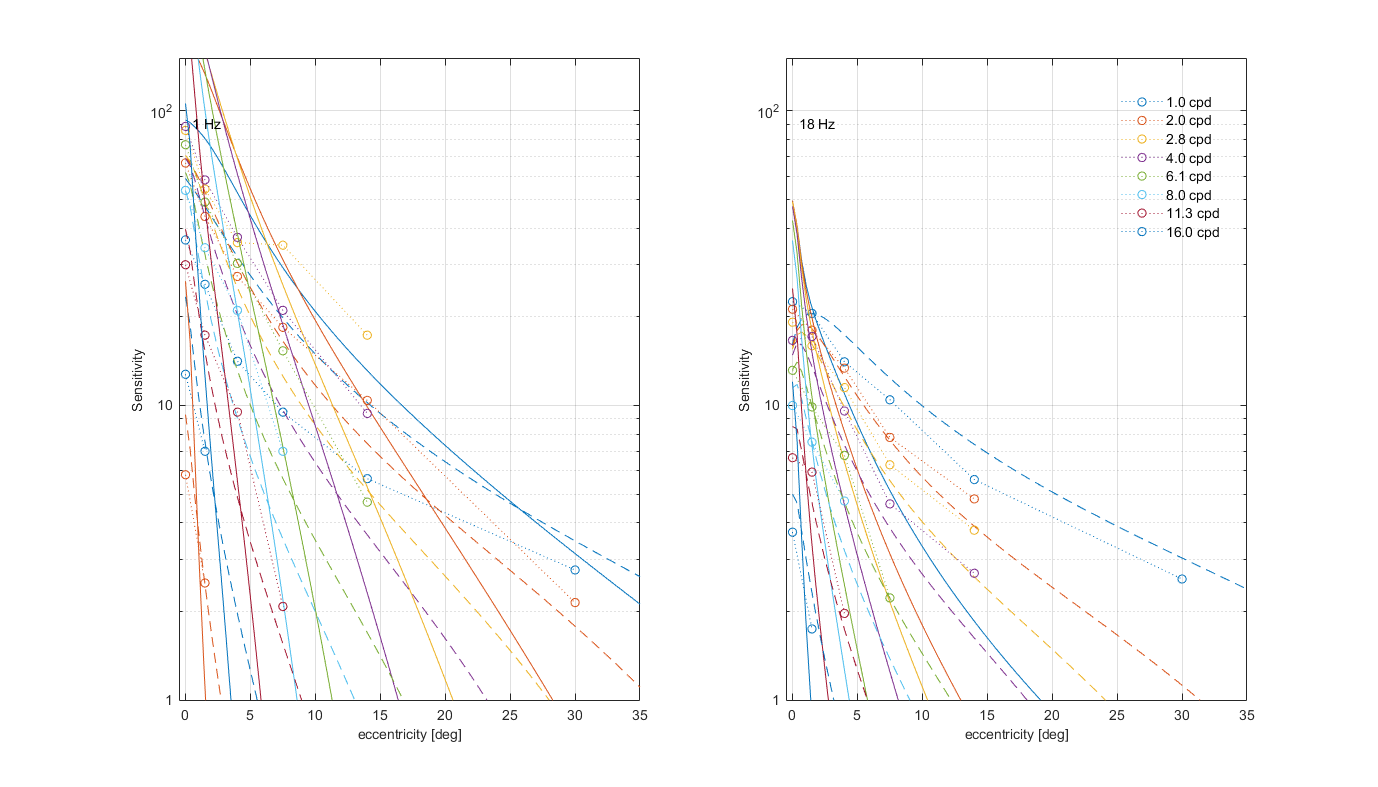 10²
1 Hz
10
1
Sensitivity
0 5 10 15 20 25 30 35
eccentricity [deg]
10²
18 Hz
10
1
Sensitivity
0 5 10 15 20 25 30 35
eccentricity [deg]
1.0 cpd
2.0 cpd
2.8 cpd
4.0 cpd
6.1 cpd
8.0 cpd
11.3 cpd
16.0 cpd